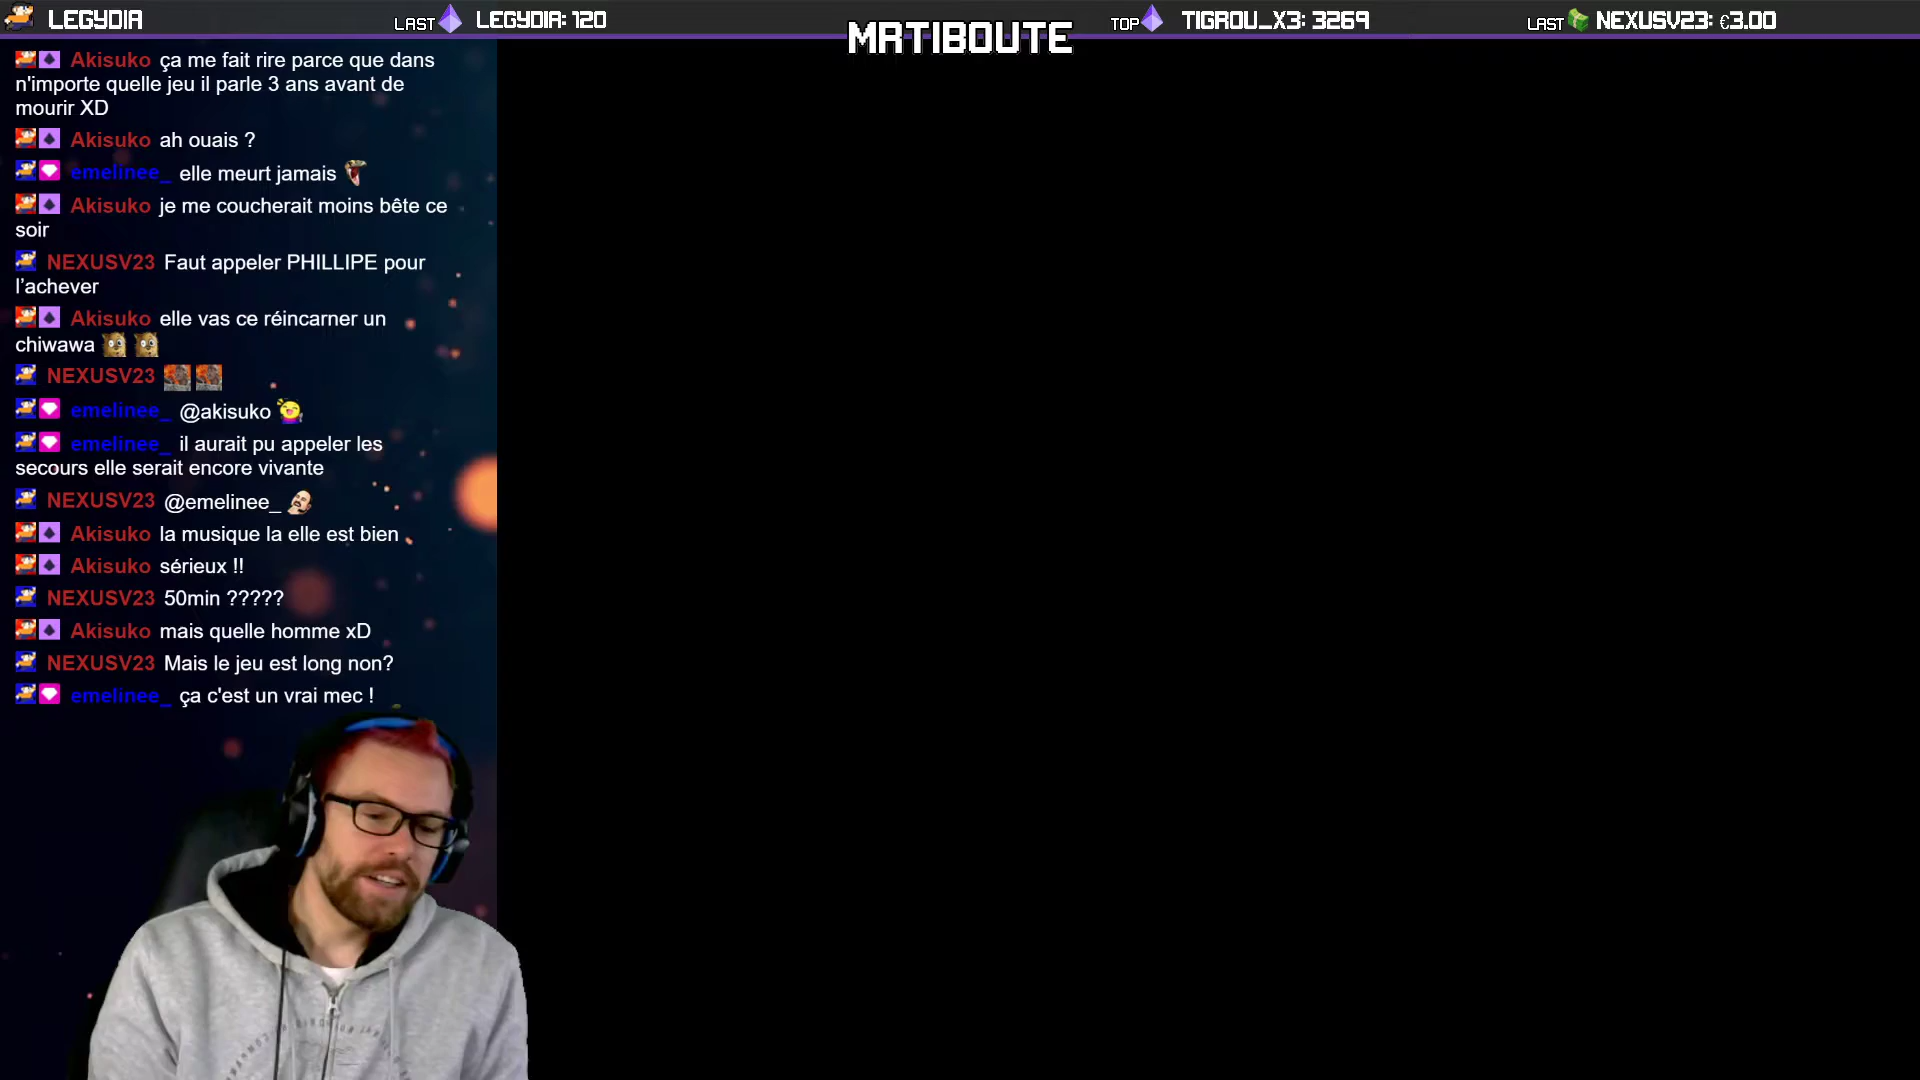 LEGYDIA LAST LEGYDIA: 120 MATIBOUTE TOP TIGROU_X3: 3269 LAST NEXUSV23: €3.00
Akisuko ça me fait rire parce que dans
n'importe quelle jeu il parle 3 ans avant de
mourir XD
Akisuko ah ouais ?
emelinee_ elle meurt jamais
Akisuko je me coucherait moins bête ce
soir
NEXUSV23 Faut appeler PHILLIPE pour
l’achever
Akisuko elle vas ce réincarner un
chiwawa
NEXUSV23
emelinee_ @akisuko
emelinee_ il aurait pu appeler les
secours elle serait encore vivante
NEXUSV23 @emelinee_
Akisuko la musique la elle est bien
Akisuko sérieux !!
NEXUSV23 50min ?????
Akisuko mais quelle homme xD
NEXUSV23 Mais le jeu est long non?
emelinee_ ça c'est un vrai mec !